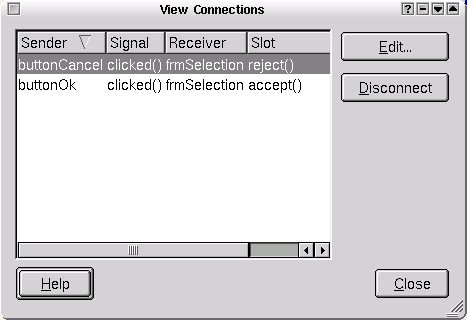 View Connections
Sender Signal Receiver Slot
buttonCancel clicked() frmSelection reject()
buttonOk clicked() frmSelection accept()
Edit...
Disconnect
Help
Close